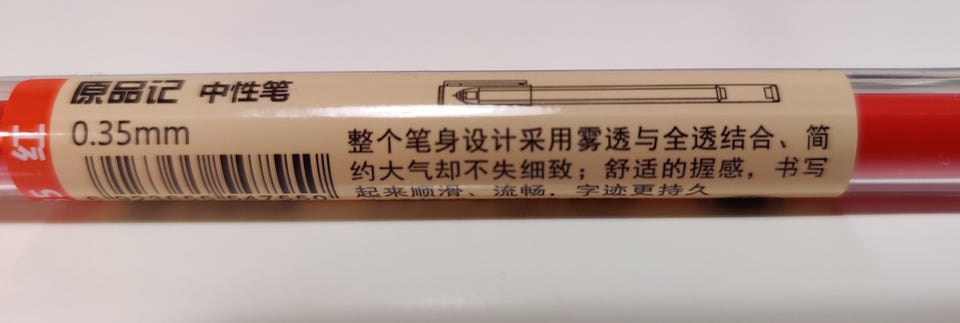 原品记 中性笔
0.35mm
整个笔身设计采用雾透与全透结合、简
约大气却不失细致；舒适的握感，书写
起来顺滑、流畅，字迹更持久
红